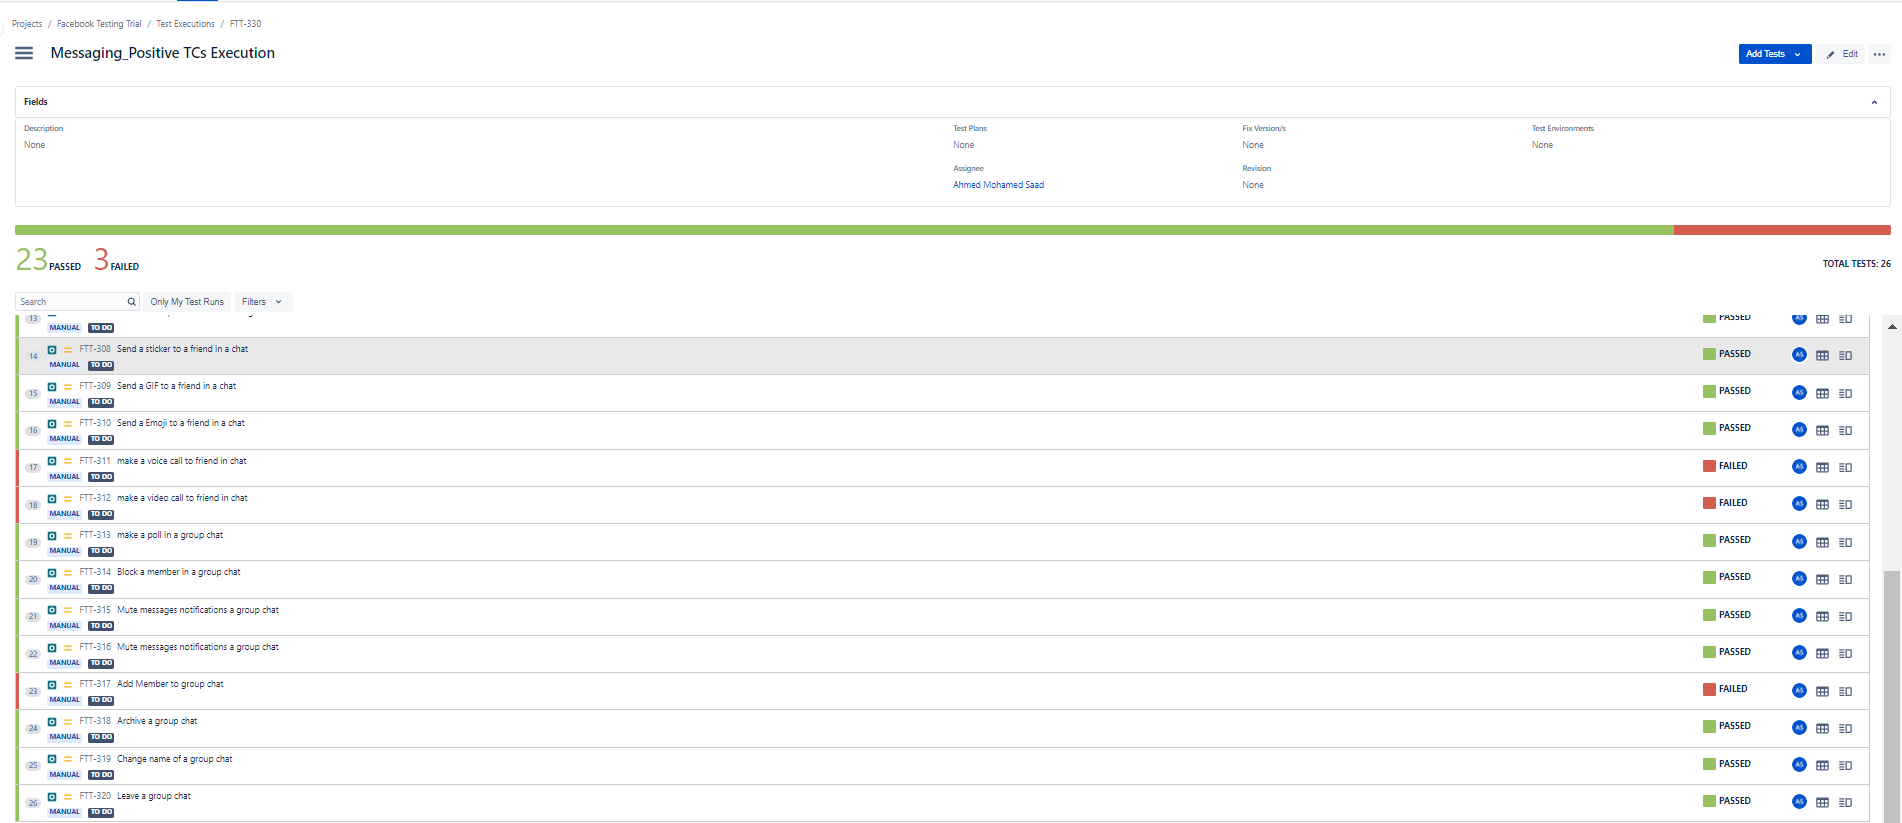 Projects / Facebook Testing Trial / Test Executions / FTT-330
Messaging_Positive TCs Execution
Add Tests
Edit
Fields
Description
None
Test Plans
None
Fix Version/s
None
Test Environments
None
Assignee
Ahmed Mohamed Saad
Revision
None
23 PASSED 3 FAILED
TOTAL TESTS: 26
Search
Only My Test Runs
Filters
13 PASSED AS
MANUAL TO DO
14 FTT-308 Send a sticker to a friend in a chat PASSED AS
MANUAL TO DO
15 FTT-309 Send a GIF to a friend in a chat PASSED AS
MANUAL TO DO
16 FTT-310 Send a Emoji to a friend in a chat PASSED AS
MANUAL TO DO
17 FTT-311 make a voice call to friend in chat FAILED AS
MANUAL TO DO
18 FTT-312 make a video call to friend in chat FAILED AS
MANUAL TO DO
19 FTT-313 make a poll in a group chat PASSED AS
MANUAL TO DO
20 FTT-314 Block a member in a group chat PASSED AS
MANUAL TO DO
21 FTT-315 Mute messages notifications a group chat PASSED AS
MANUAL TO DO
22 FTT-316 Mute messages notifications a group chat PASSED AS
MANUAL TO DO
23 FTT-317 Add Member to group chat FAILED AS
MANUAL TO DO
24 FTT-318 Archive a group chat PASSED AS
MANUAL TO DO
25 FTT-319 Change name of a group chat PASSED AS
MANUAL TO DO
26 FTT-320 Leave a group chat PASSED AS
MANUAL TO DO